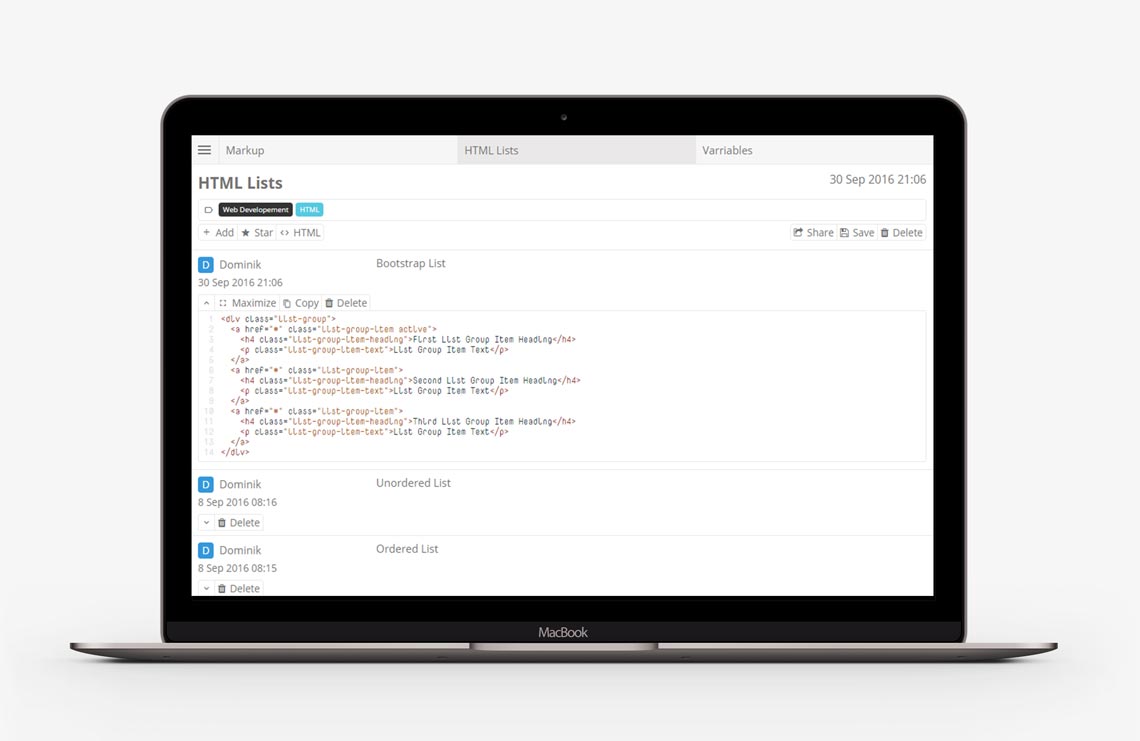 Markup HTML Lists Varriables
HTML Lists 30 Sep 2016 21:06
Web Developement HTML
Add Star HTML Share Save Delete
D Dominik Bootstrap List
30 Sep 2016 21:06
Maximize Copy Delete
1 <div class="list-group">
2 <a href="#" class="list-group-item active">
3 <h4 class="list-group-item-heading">First List Group Item Heading</h4>
4 <p class="list-group-item-text">List Group Item Text</p>
5 </a>
6 <a href="#" class="list-group-item">
7 <h4 class="list-group-item-heading">Second List Group Item Heading</h4>
8 <p class="list-group-item-text">List Group Item Text</p>
9 </a>
10 <a href="#" class="list-group-item">
11 <h4 class="list-group-item-heading">Third List Group Item Heading</h4>
12 <p class="list-group-item-text">List Group Item Text</p>
13 </a>
14 </div>
D Dominik Unordered List
8 Sep 2016 08:16
Delete
D Dominik Ordered List
8 Sep 2016 08:15
Delete
MacBook